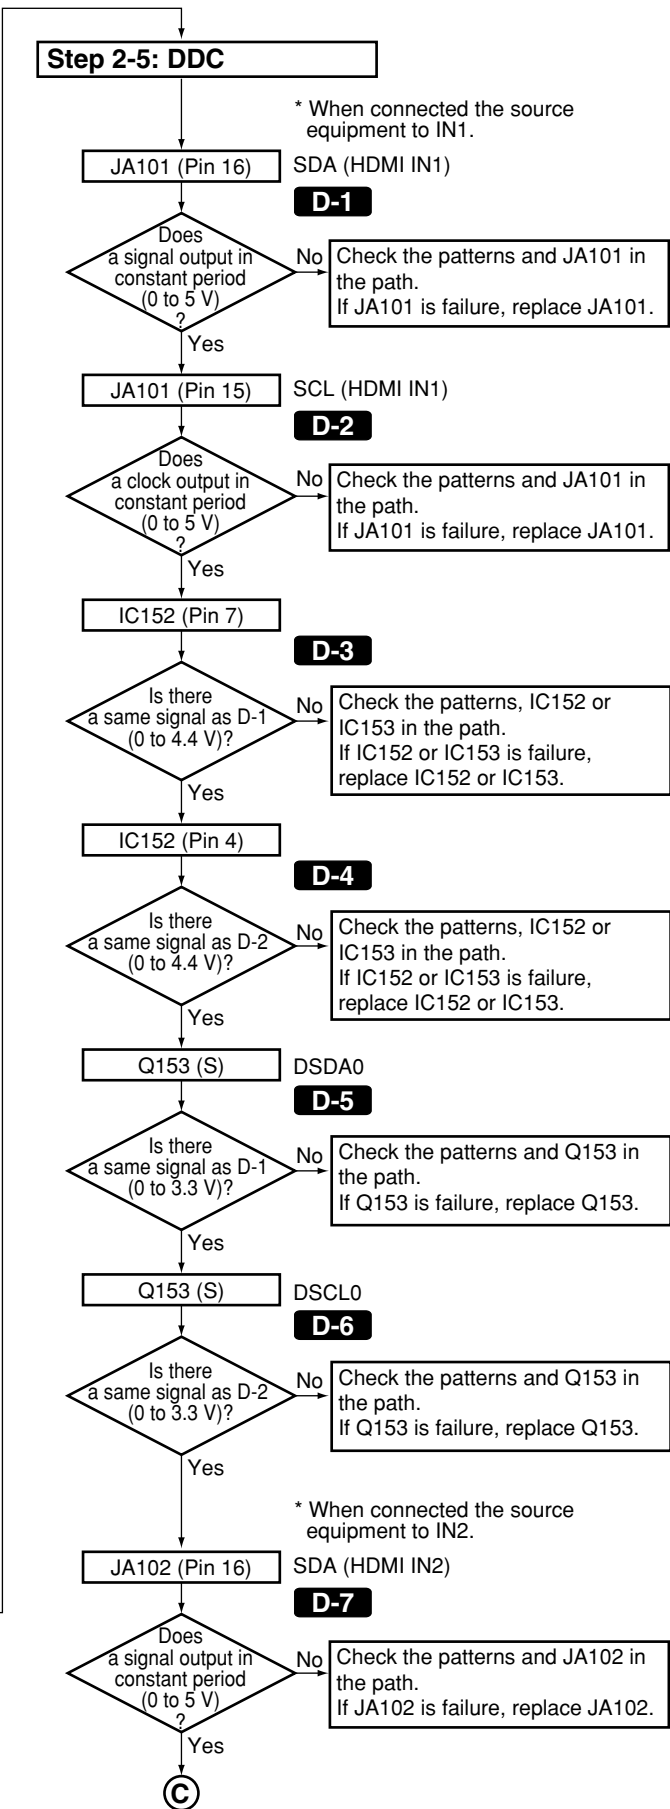 Step 2-5: DDC
* When connected the source
equipment to IN1.
JA101 (Pin 16)
SDA (HDMI IN1)
D-1
Does
a signal output in
constant period
(0 to 5 V)
?
No
Check the patterns and JA101 in
the path.
If JA101 is failure, replace JA101.
Yes
JA101 (Pin 15)
SCL (HDMI IN1)
D-2
Does
a clock output in
constant period
(0 to 5 V)
?
No
Check the patterns and JA101 in
the path.
If JA101 is failure, replace JA101.
Yes
IC152 (Pin 7)
D-3
Is there
a same signal as D-1
(0 to 4.4 V)?
No
Check the patterns, IC152 or
IC153 in the path.
If IC152 or IC153 is failure,
replace IC152 or IC153.
Yes
IC152 (Pin 4)
D-4
Is there
a same signal as D-2
(0 to 4.4 V)?
No
Check the patterns, IC152 or
IC153 in the path.
If IC152 or IC153 is failure,
replace IC152 or IC153.
Yes
Q153 (S)
DSDA0
D-5
Is there
a same signal as D-1
(0 to 3.3 V)?
No
Check the patterns and Q153 in
the path.
If Q153 is failure, replace Q153.
Yes
Q153 (S)
DSCL0
D-6
Is there
a same signal as D-2
(0 to 3.3 V)?
No
Check the patterns and Q153 in
the path.
If Q153 is failure, replace Q153.
Yes
* When connected the source
equipment to IN2.
JA102 (Pin 16)
SDA (HDMI IN2)
D-7
Does
a signal output in
constant period
(0 to 5 V)
?
No
Check the patterns and JA102 in
the path.
If JA102 is failure, replace JA102.
Yes
C